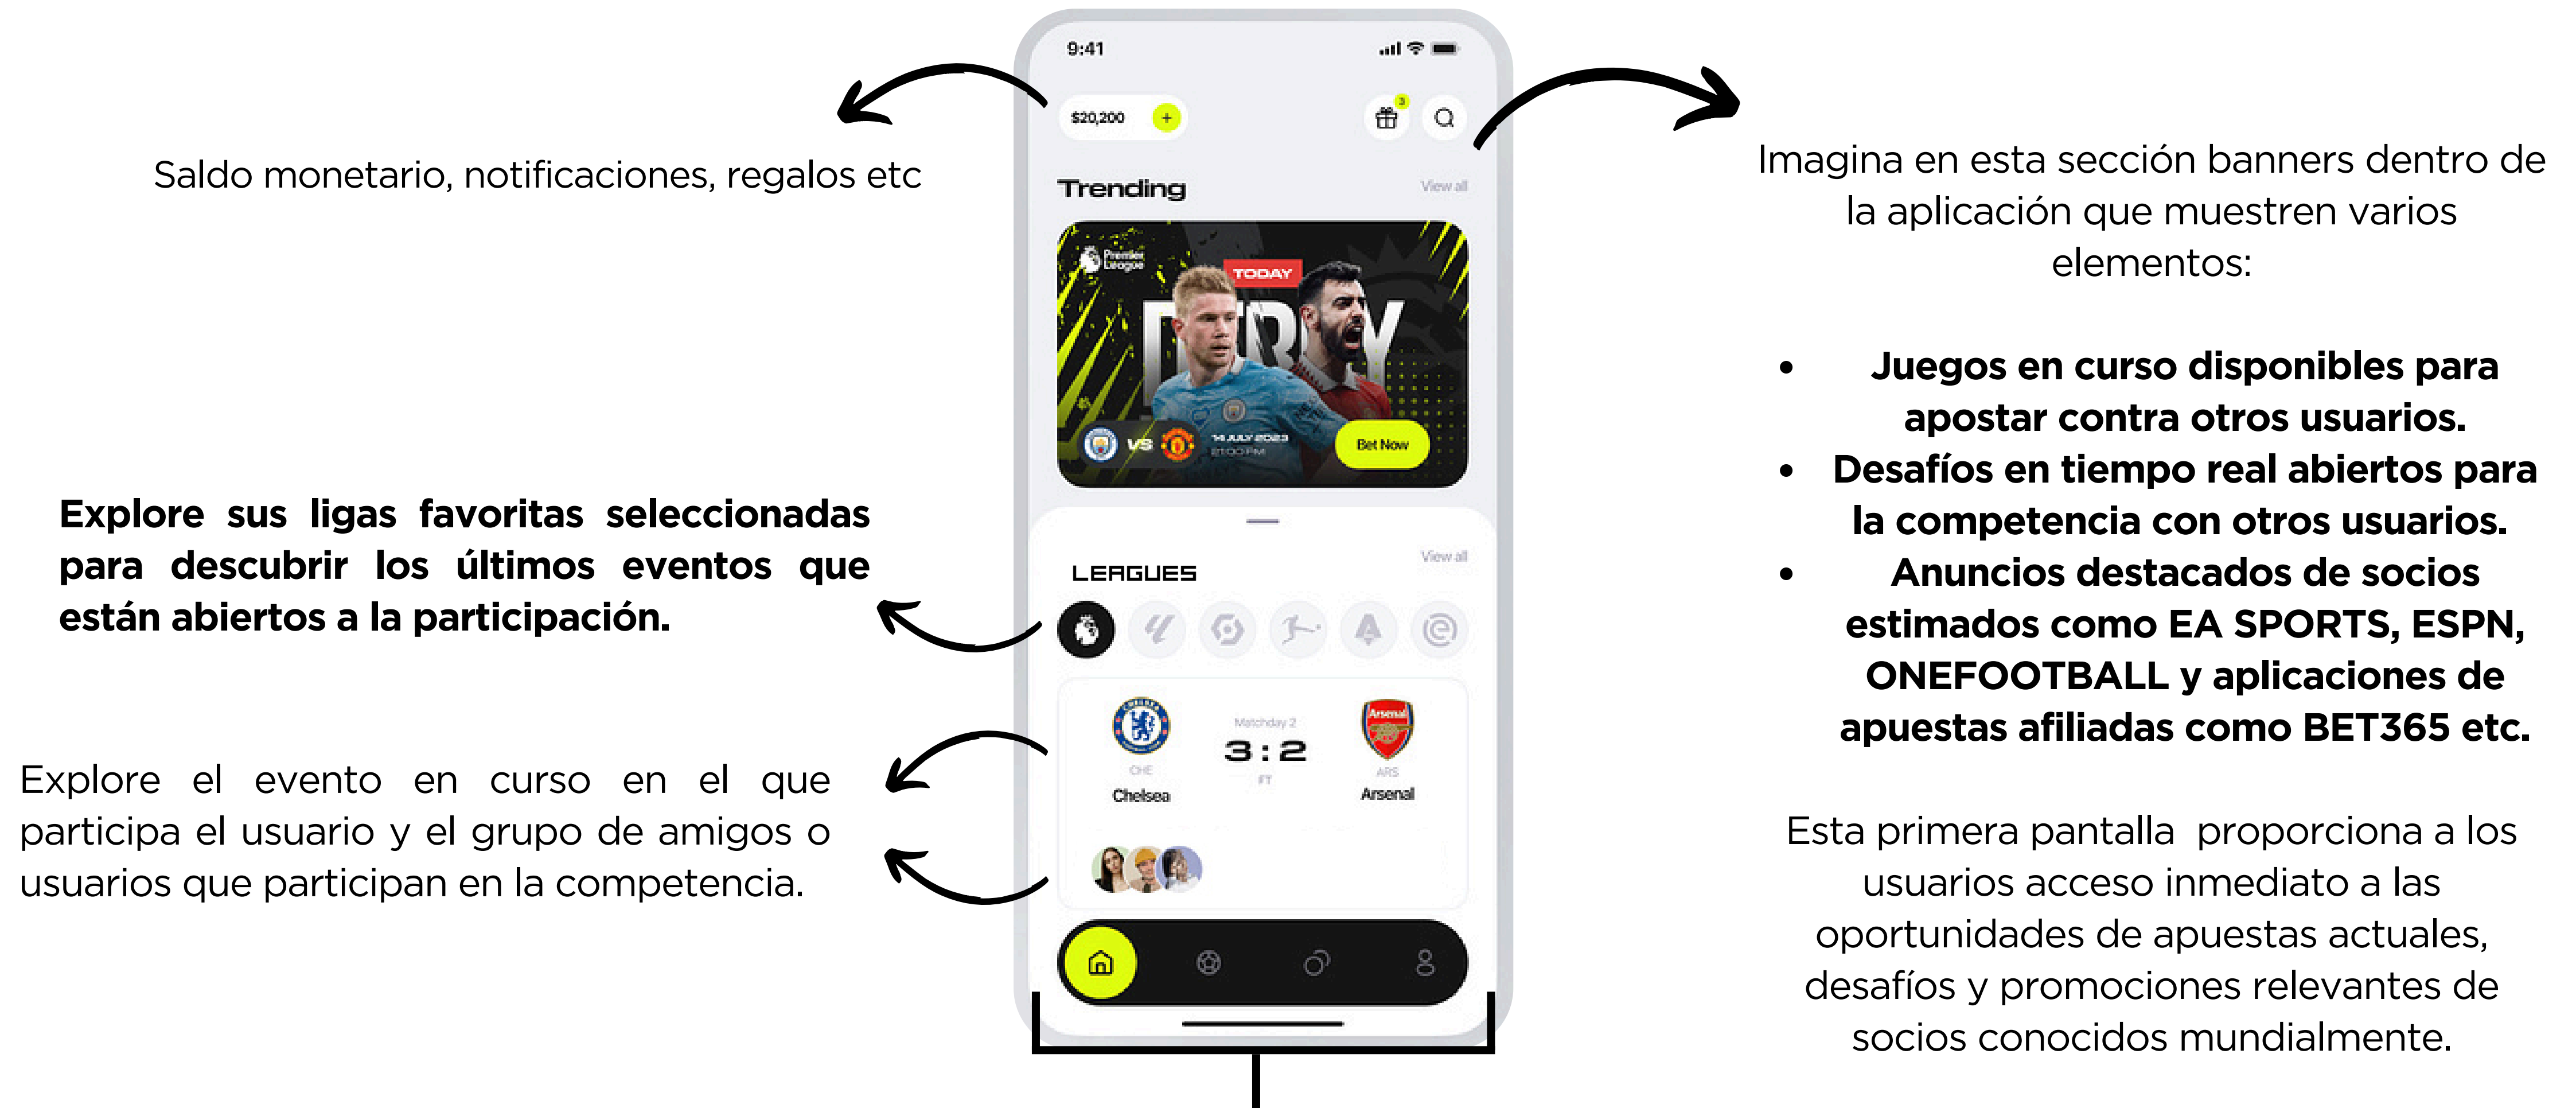 Saldo monetario, notificaciones, regalos etc
Explore sus ligas favoritas seleccionadas
para descubrir los últimos eventos que
están abiertos a la participación.
Explore el evento en curso en el que
participa el usuario y el grupo de amigos o
usuarios que participan en la competencia.
9:41
$20,200
+
3
Trending
View all
Premier
League
TODAY
DERBY
VS
14 JULY 2023
21:00 PM
Bet Now
LEAGUES
View all
CHELSEA
Arsenal
Matchday 2
3 : 2
FT
CHE
ARS
Chelsea
Arsenal
Imagina en esta sección banners dentro de
la aplicación que muestren varios
elementos:
• Juegos en curso disponibles para
apostar contra otros usuarios.
• Desafíos en tiempo real abiertos para
la competencia con otros usuarios.
• Anuncios destacados de socios
estimados como EA SPORTS, ESPN,
ONEFOOTBALL y aplicaciones de
apuestas afiliadas como BET365 etc.
Esta primera pantalla proporciona a los
usuarios acceso inmediato a las
oportunidades de apuestas actuales,
desafíos y promociones relevantes de
socios conocidos mundialmente.